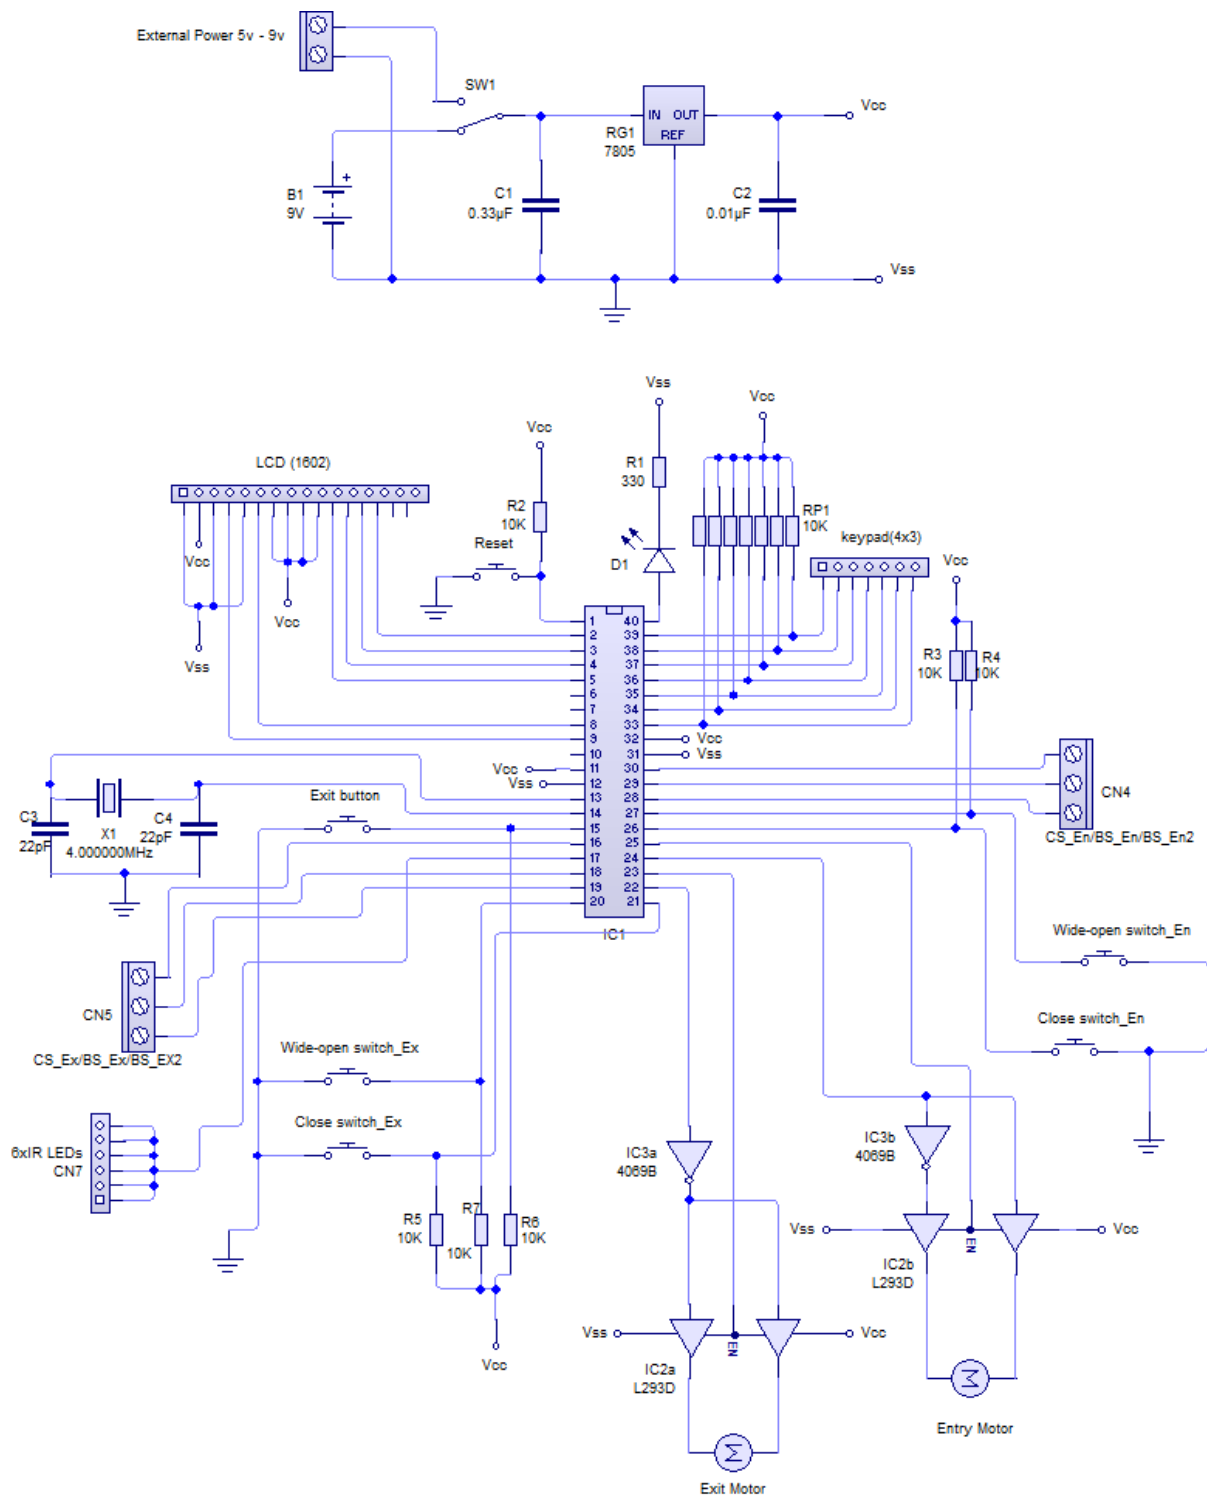 External Power 5v - 9v
SW1
IN OUT
REF
RG1
7805
Vcc
B1
9V
+
C1
0.33µF
C2
0.01µF
Vss
LCD (1602)
Vcc
R2
10K
Reset
Vss
R1
330
D1
Vcc
RP1
10K
keypad(4x3)
Vcc
R3
10K
R4
10K
Vcc
Vss
Vcc
1 40
2 39
3 38
4 37
5 36
6 35
7 34
8 33
9 32
10 31
11 30
12 29
13 28
14 27
15 26
16 25
17 24
18 23
19 22
20 21
IC1
Vcc
Vss
Vcc
Vss
C3
22pF
X1
4.000000MHz
C4
22pF
Exit button
CN4
CS_En/BS_En/BS_En2
CN5
CS_Ex/BS_Ex/BS_EX2
Wide-open switch_En
Close switch_En
Wide-open switch_Ex
Close switch_Ex
6xIR LEDs
CN7
R5
10K
R7
10K
R6
10K
Vcc
IC3a
4069B
IC3b
4069B
Vss
EN
Vcc
IC2b
L293D
Vss
EN
Vcc
IC2a
L293D
M
Entry Motor
M
Exit Motor